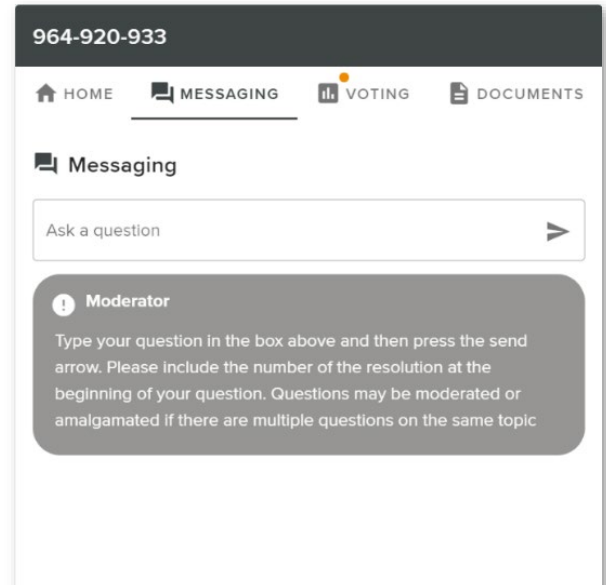 964-920-933
HOME MESSAGING VOTING DOCUMENTS
Messaging
Ask a question
Moderator
Type your question in the box above and then press the send
arrow. Please include the number of the resolution at the
beginning of your question. Questions may be moderated or
amalgamated if there are multiple questions on the same topic